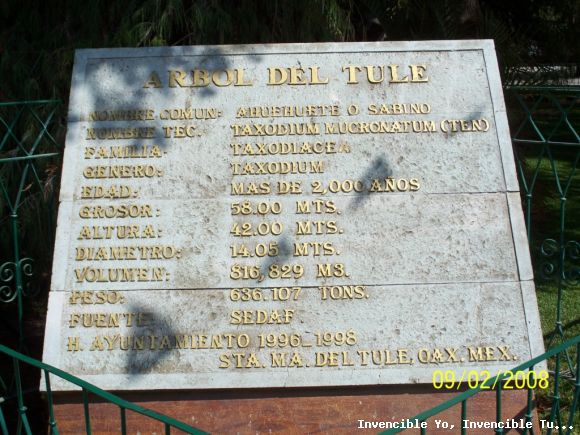 ARBOL DEL TULE
NOMBRE COMUN: AHUEHUETE O SABINO
NOMBRE TEC. TAXODIUM MUCRONATUM (TEN)
FAMILIA: TAXODIACEA
GENERO: TAXODIUM
EDAD: MAS DE 2,000 AÑOS
GROSOR: 58.00 MTS.
ALTURA: 42.00 MTS.
DIAMETRO: 14.05 MTS.
VOLUMEN: 816,829 M3.
PESO: 636.107 TONS.
FUENTE: SEDAF
H. AYUNTAMIENTO 1996_1998
STA. MA. DEL TULE, OAX. MEX.
09/02/2008
Invencible Yo, Invencible Tu...